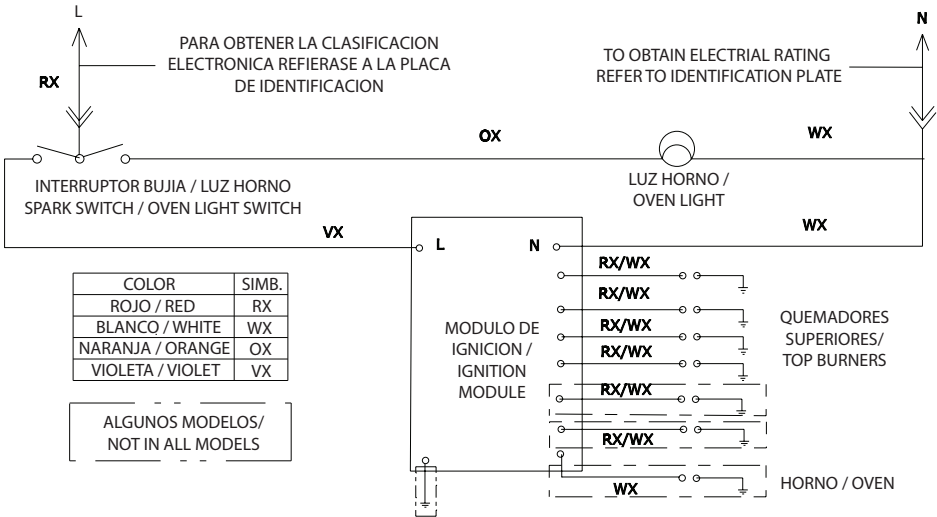 L
N
PARA OBTENER LA CLASIFICACION
ELECTRONICA REFIERASE A LA PLACA
DE IDENTIFICACION
TO OBTAIN ELECTRIAL RATING
REFER TO IDENTIFICATION PLATE
RX
OX
WX
INTERRUPTOR BUJIA / LUZ HORNO
SPARK SWITCH / OVEN LIGHT SWITCH
LUZ HORNO /
OVEN LIGHT
VX
WX
L
N
RX/WX
RX/WX
RX/WX
RX/WX
RX/WX
RX/WX
WX
COLOR SIMB.
ROJO / RED RX
BLANCO / WHITE WX
NARANJA / ORANGE OX
VIOLETA / VIOLET VX
MODULO DE
IGNICION /
IGNITION
MODULE
QUEMADORES
SUPERIORES/
TOP BURNERS
ALGUNOS MODELOS/
NOT IN ALL MODELS
HORNO / OVEN